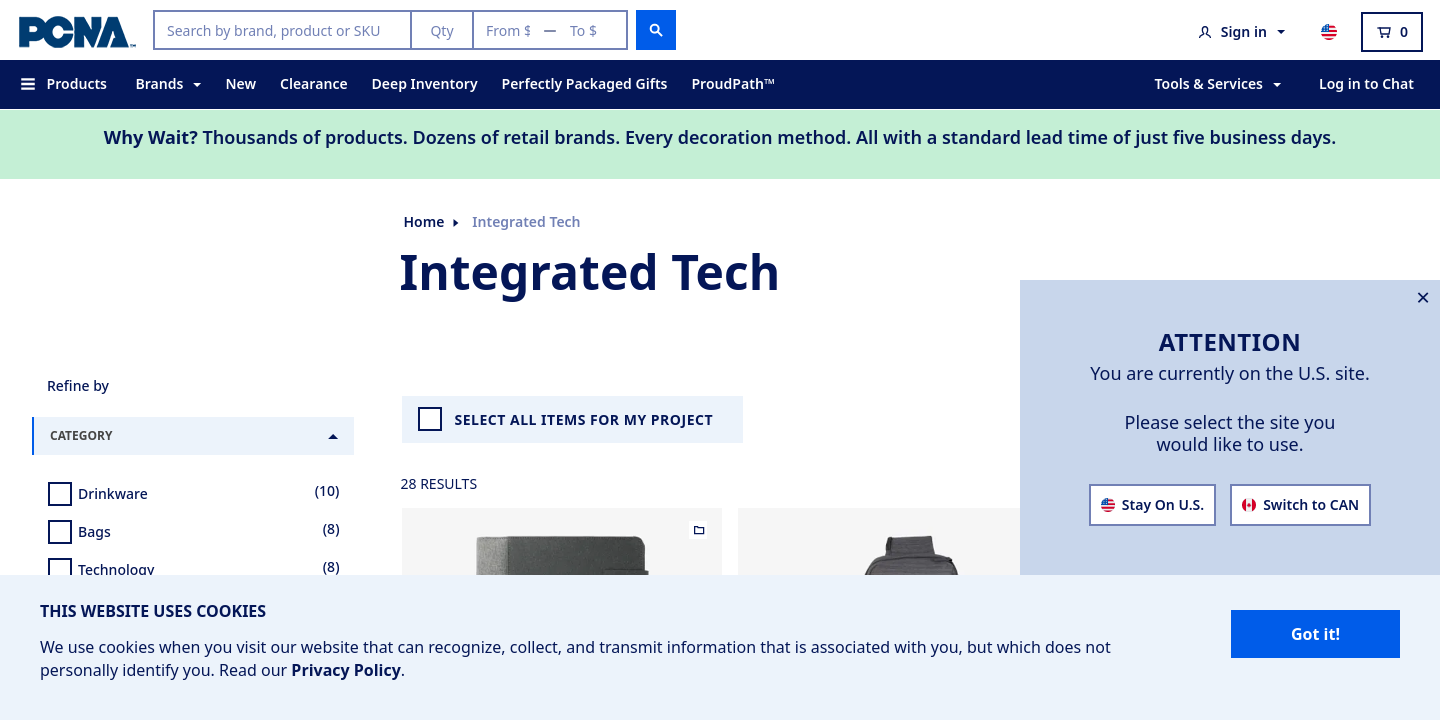 PCNA™
Search by brand, product or SKU
Qty
From $ — To $
Sign in
0
Products
Brands
New
Clearance
Deep Inventory
Perfectly Packaged Gifts
ProudPath™
Tools & Services
Log in to Chat
Why Wait? Thousands of products. Dozens of retail brands. Every decoration method. All with a standard lead time of just five business days.
Home
Integrated Tech
Integrated Tech
ATTENTION
You are currently on the U.S. site.
Please select the site you
would like to use.
Stay On U.S.
Switch to CAN
Refine by
CATEGORY
Drinkware (10)
Bags (8)
Technology (8)
SELECT ALL ITEMS FOR MY PROJECT
28 RESULTS
THIS WEBSITE USES COOKIES
We use cookies when you visit our website that can recognize, collect, and transmit information that is associated with you, but which does not
personally identify you. Read our Privacy Policy.
Got it!